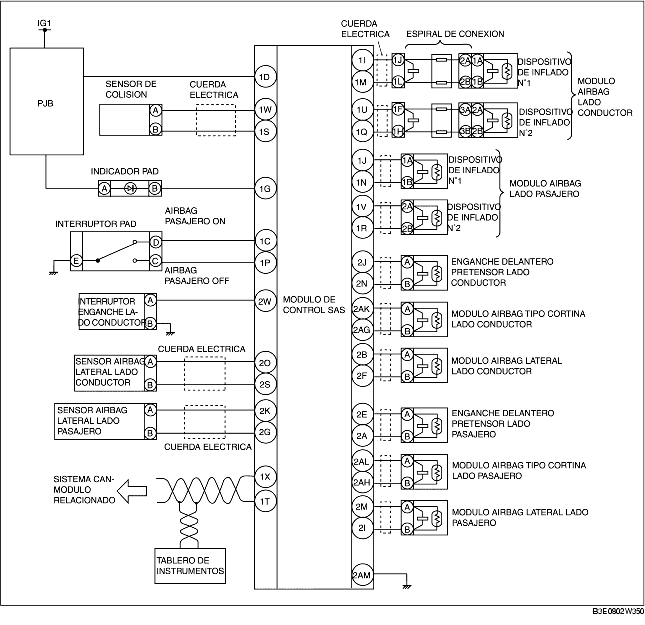 IG1
PJB
SENSOR DE
COLISION
A
B
CUERDA
ELECTRICA
INDICADOR PAD
A
B
INTERRUPTOR PAD
AIRBAG
PASAJERO ON
E
D
C
AIRBAG
PASAJERO OFF
INTERRUPTOR
ENGANCHE LA-
DO CONDUCTOR
A
B
CUERDA ELECTRICA
SENSOR AIRBAG
LATERAL LADO
CONDUCTOR
A
B
SENSOR AIRBAG
LATERAL LADO
PASAJERO
A
B
CUERDA ELECTRICA
SISTEMA CAN-
MODULO
RELACIONADO
TABLERO DE
INSTRUMENTOS
1D
1W
1S
1G
1C
1P
2W
2O
2S
2K
2G
1X
1T
MODULO DE
CONTROL SAS
CUERDA
ELECTRICA
ESPIRAL DE CONEXION
1I
1J
2A
1A
1M
1L
2B
1B
DISPOSITIVO
DE INFLADO
N°1
1U
1F
3A
2A
1Q
1H
3B
2B
DISPOSITIVO
DE INFLADO
N°2
MODULO
AIRBAG
LADO
CONDUCTOR
1J
1A
1N
1B
DISPOSITIVO
DE INFLADO
N°1
1V
2A
1R
2B
DISPOSITIVO
DE INFLADO
N°2
MODULO AIRBAG
LADO PASAJERO
2J
A
2N
B
ENGANCHE DELANTERO
PRETENSOR LADO
CONDUCTOR
2AK
A
2AG
B
MODULO AIRBAG TIPO CORTINA
LADO CONDUCTOR
2B
A
2F
B
MODULO AIRBAG LATERAL
LADO CONDUCTOR
2E
A
2A
B
ENGANCHE DELANTERO
PRETENSOR LADO
PASAJERO
2AL
A
2AH
B
MODULO AIRBAG TIPO CORTINA
LADO PASAJERO
2M
A
2I
B
MODULO AIRBAG LATERAL LADO
PASAJERO
2AM
B3E0802W350